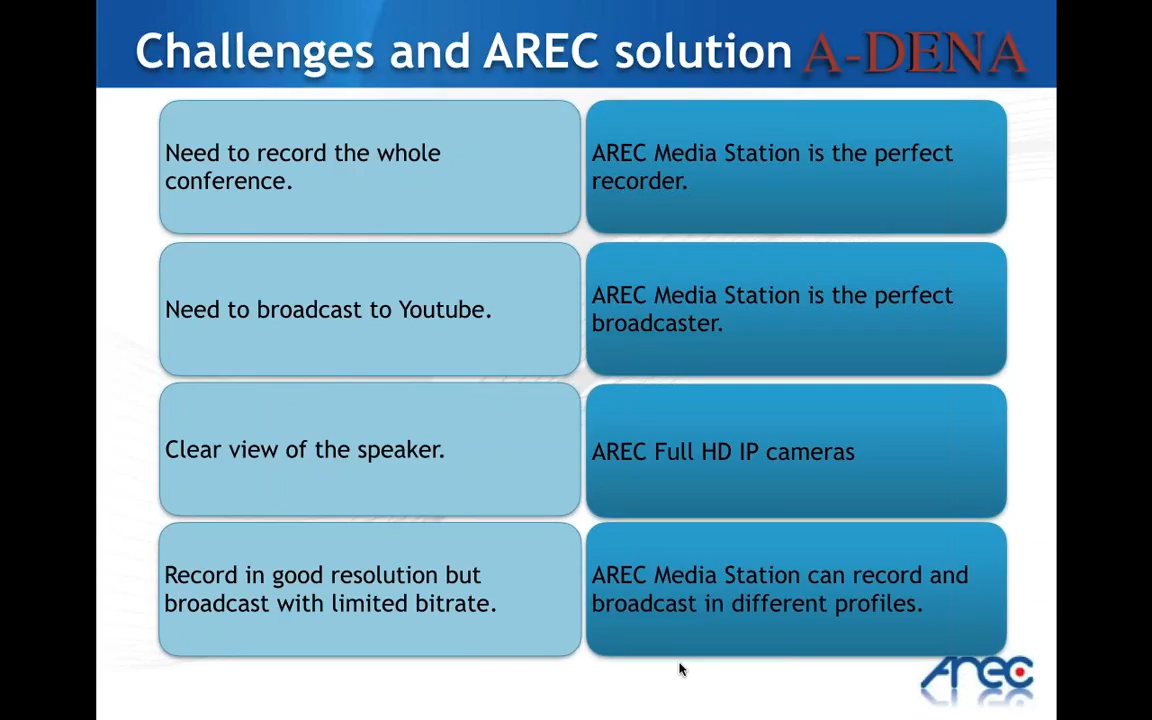 Challenges and AREC solution A-DENA
Need to record the whole
conference.
AREC Media Station is the perfect
recorder.
Need to broadcast to Youtube.
AREC Media Station is the perfect
broadcaster.
Clear view of the speaker.
AREC Full HD IP cameras
Record in good resolution but
broadcast with limited bitrate.
AREC Media Station can record and
broadcast in different profiles.
Arec